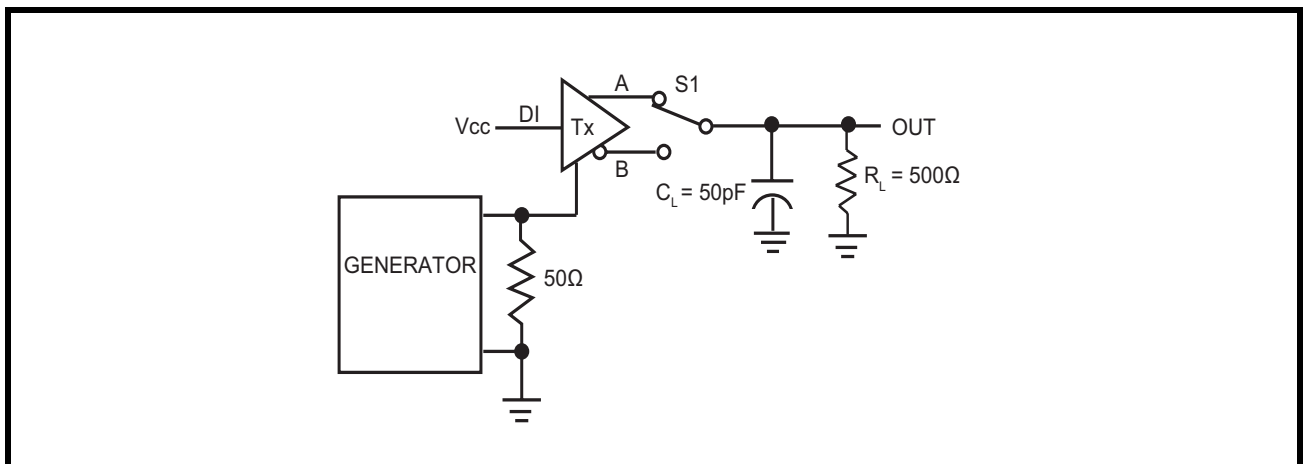 A
S1
DI
Vcc
Tx
OUT
B
C_L = 50pF
R_L = 500Ω
GENERATOR
50Ω